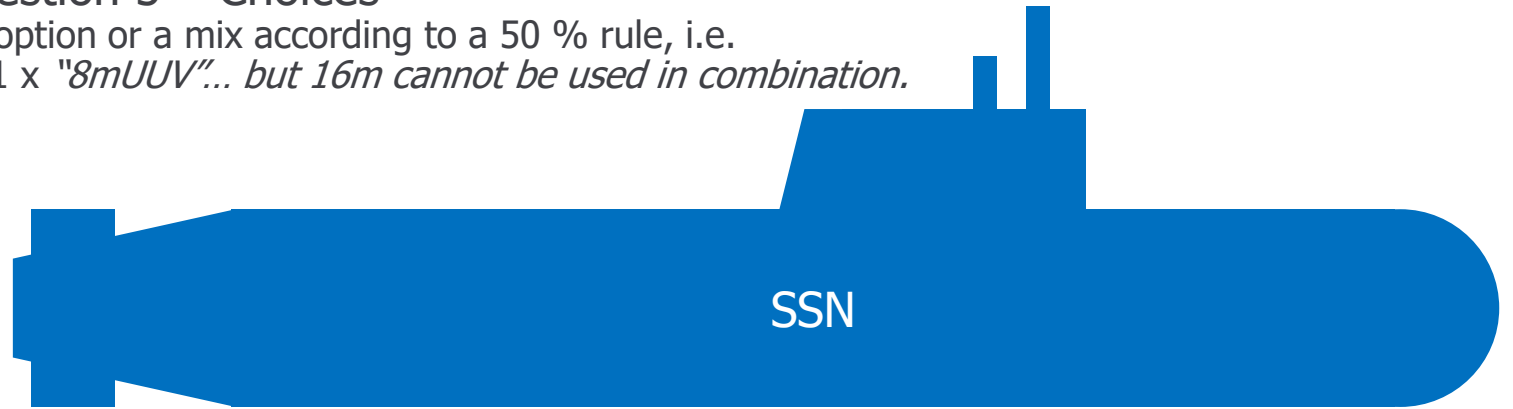 option or a mix according to a 50 % rule, i.e.
x “8mUUV”… but 16m cannot be used in combination.
SSN